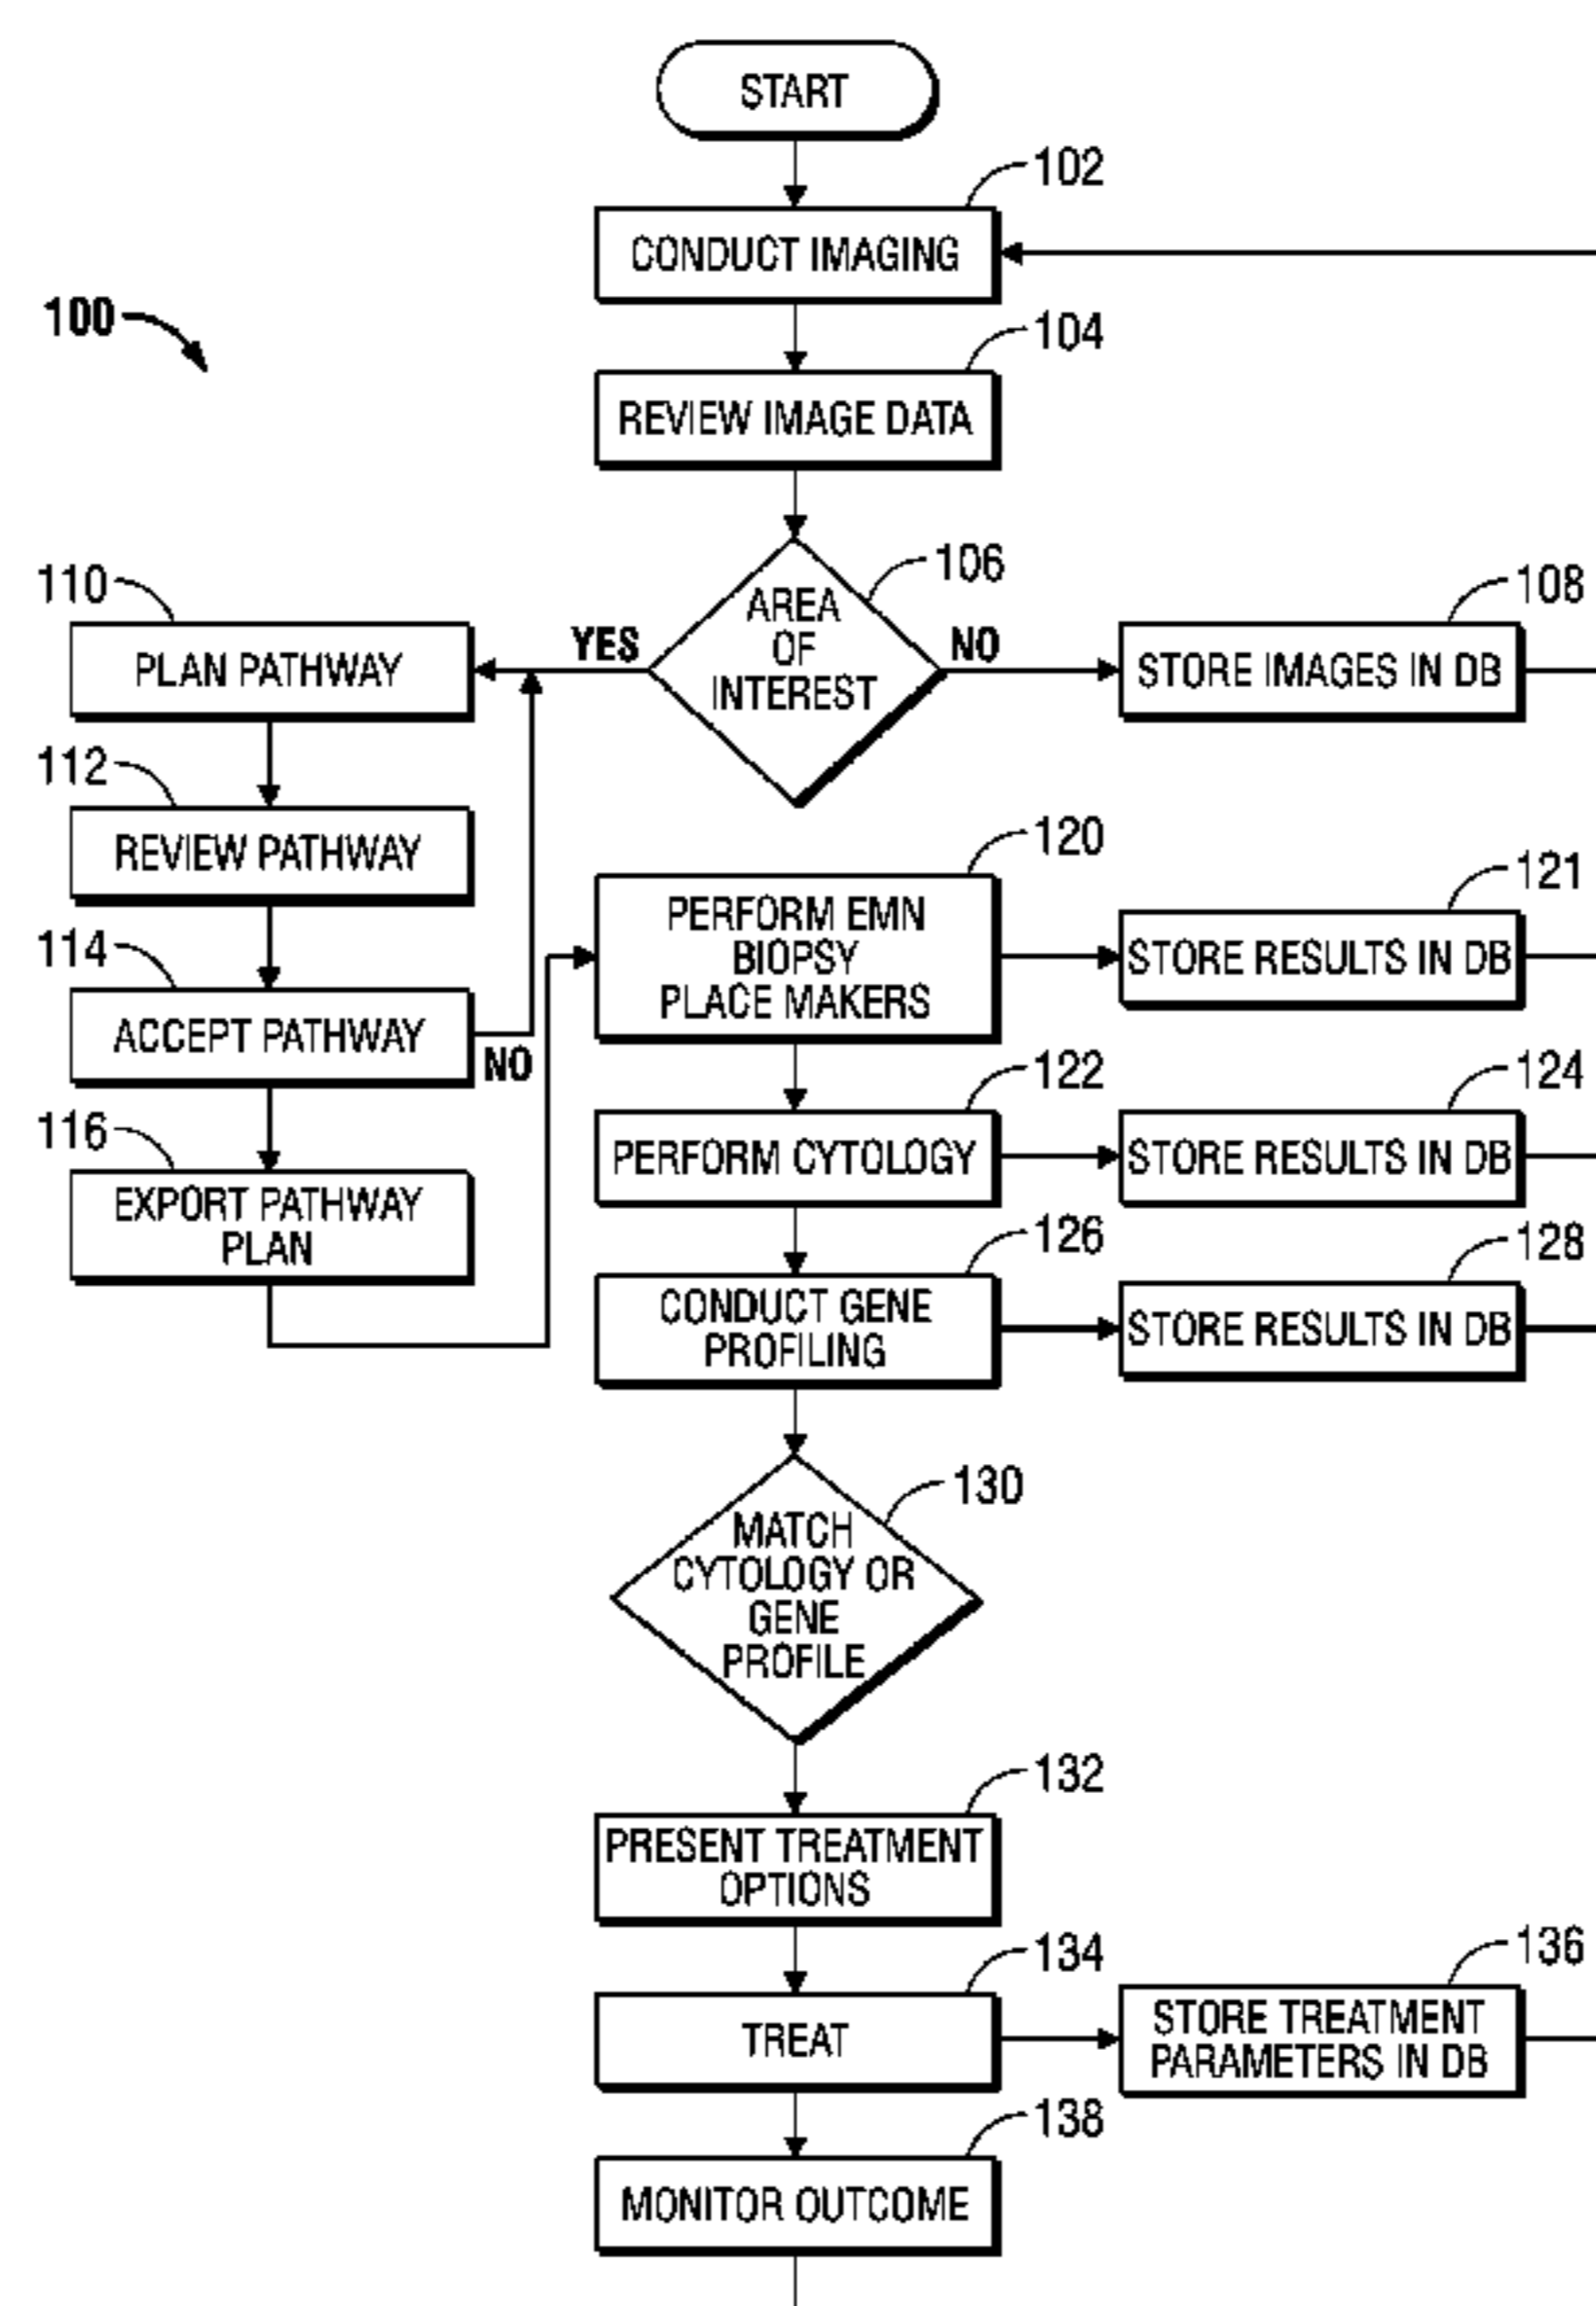 START
102
CONDUCT IMAGING
100
104
REVIEW IMAGE DATA
106
AREA
OF
INTEREST
YES
NO
110
PLAN PATHWAY
108
STORE IMAGES IN DB
112
REVIEW PATHWAY
114
ACCEPT PATHWAY
NO
116
EXPORT PATHWAY
PLAN
120
PERFORM EMN
BIOPSY
PLACE MAKERS
121
STORE RESULTS IN DB
122
PERFORM CYTOLOGY
124
STORE RESULTS IN DB
126
CONDUCT GENE
PROFILING
128
STORE RESULTS IN DB
130
MATCH
CYTOLOGY OR
GENE
PROFILE
132
PRESENT TREATMENT
OPTIONS
134
TREAT
136
STORE TREATMENT
PARAMETERS IN DB
138
MONITOR OUTCOME